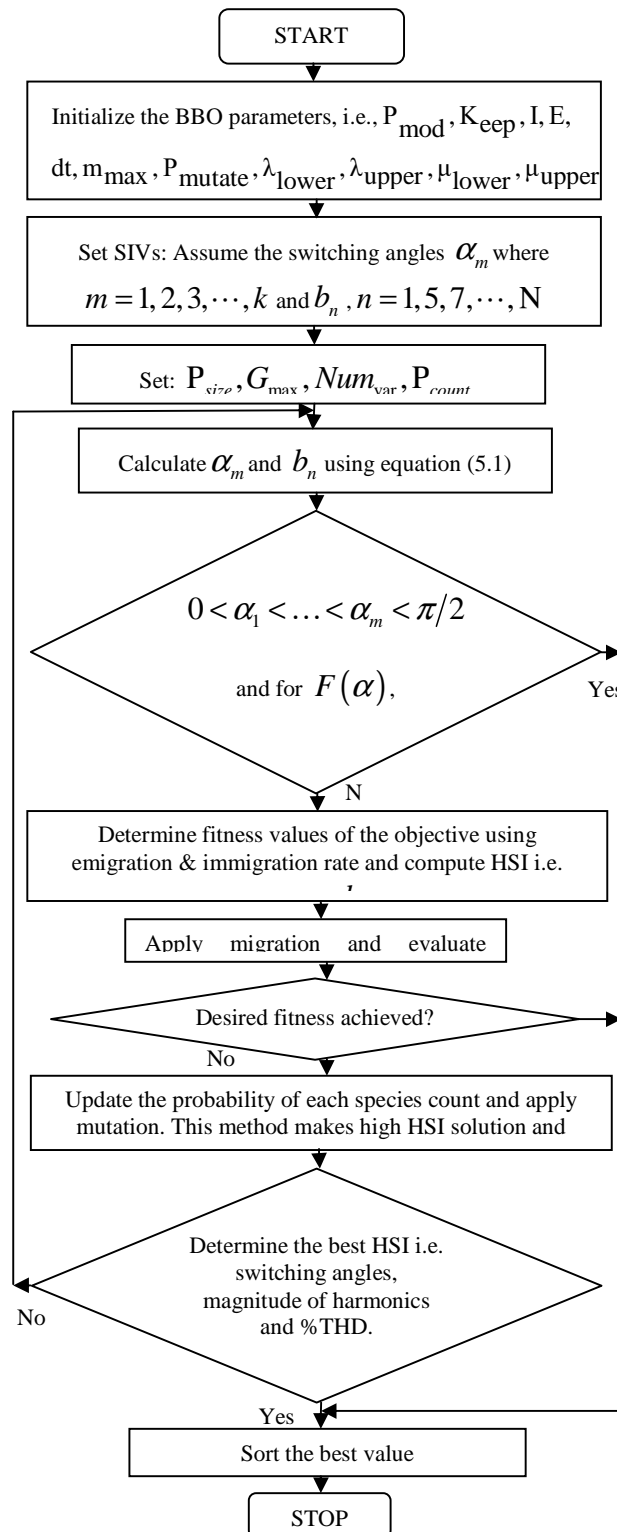 START
Initialize the BBO parameters, i.e., P_mod, K_eep, I, E,
dt, m_max, P_mutate, λ_lower, λ_upper, μ_lower, μ_upper
Set SIVs: Assume the switching angles α_m where
m = 1, 2, 3, ⋯, k and b_n , n = 1, 5, 7, ⋯, N
Set: P_size, G_max, Num_var, P_count
Calculate α_m and b_n using equation (5.1)
0 < α_1 < … < α_m < π/2
and for F(α),
Yes
N
Determine fitness values of the objective using
emigration & immigration rate and compute HSI i.e.
Apply migration and evaluate
Desired fitness achieved?
No
Update the probability of each species count and apply
mutation. This method makes high HSI solution and
Determine the best HSI i.e.
switching angles,
magnitude of harmonics
and %THD.
No
Yes
Sort the best value
STOP